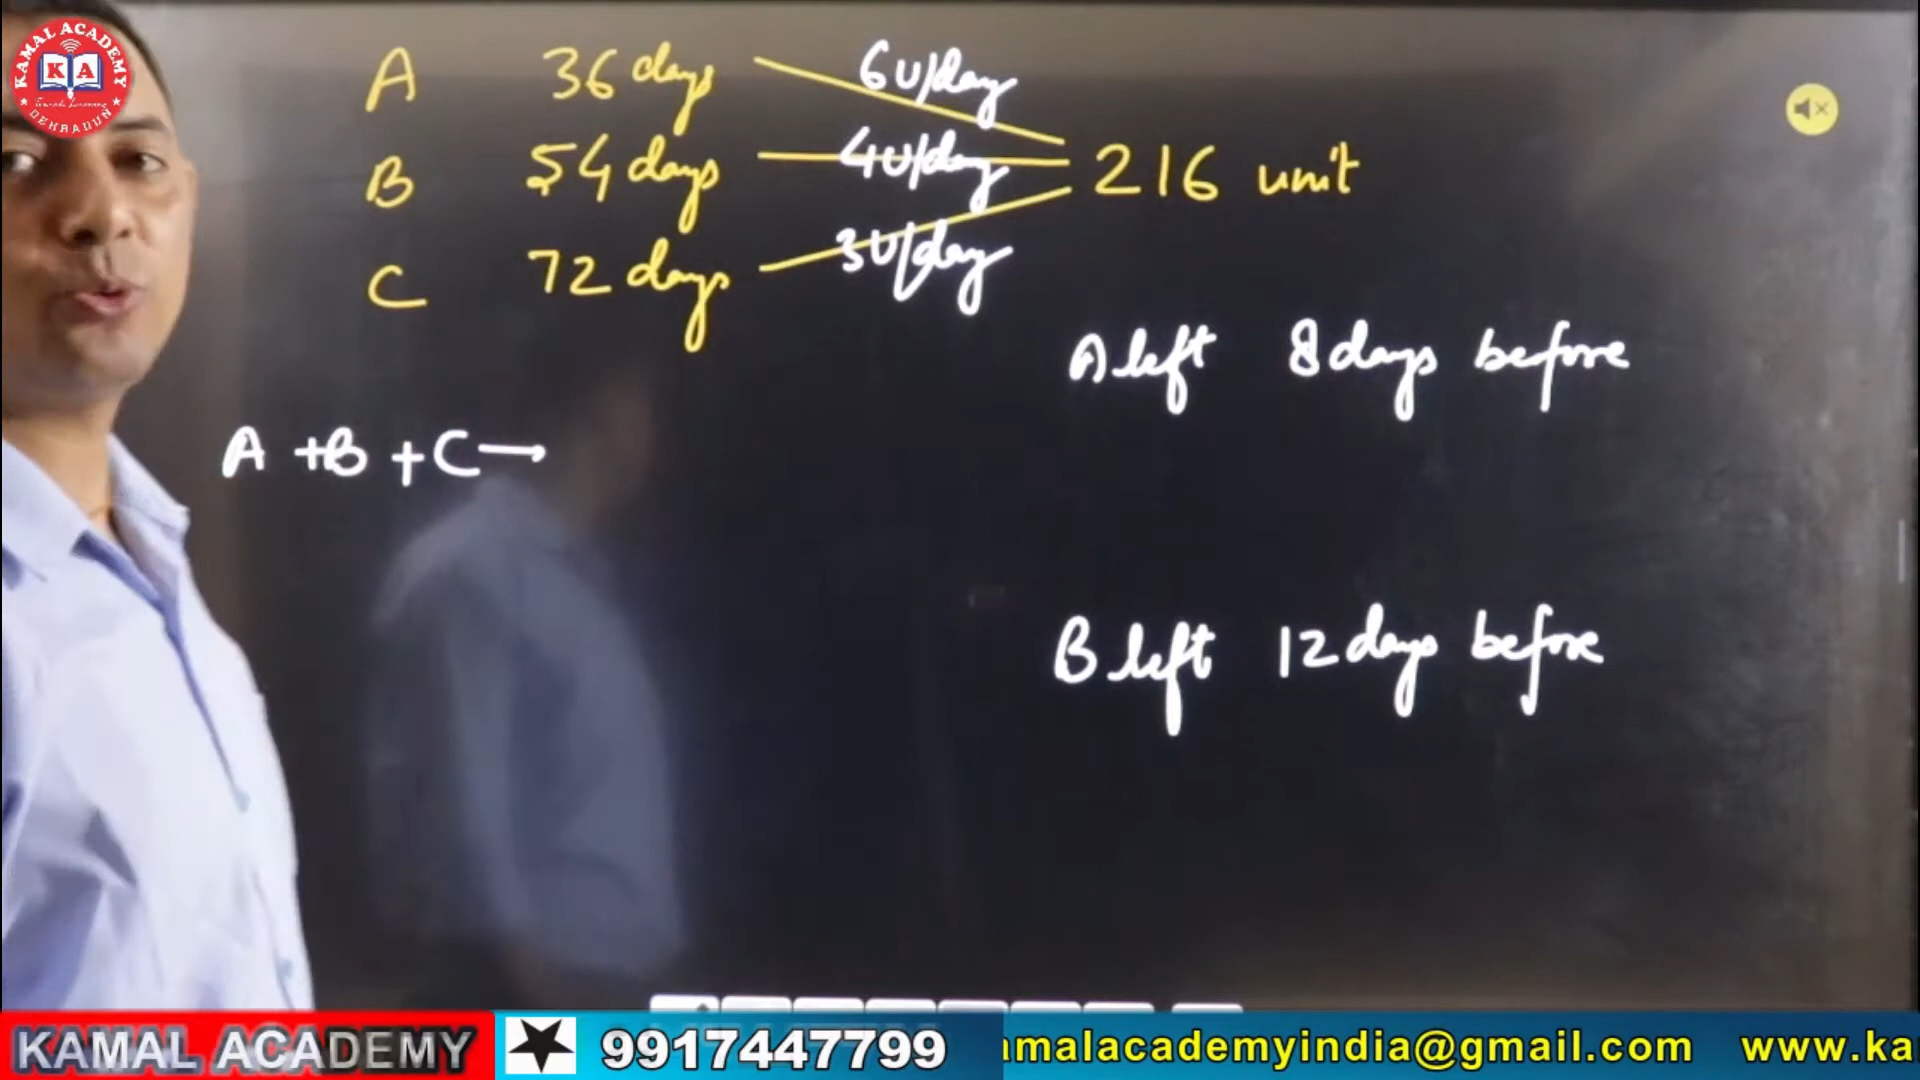 KAMAL ACADEMY
KA
DEHRADUN
A 36 days 6U/day
B 54 days 4U/day 216 unit
C 72 days 3U/day
A left 8 days before
A + B + C →
B left 12 days before
KAMAL ACADEMY 9917447799 amalacademyindia@gmail.com www.ka